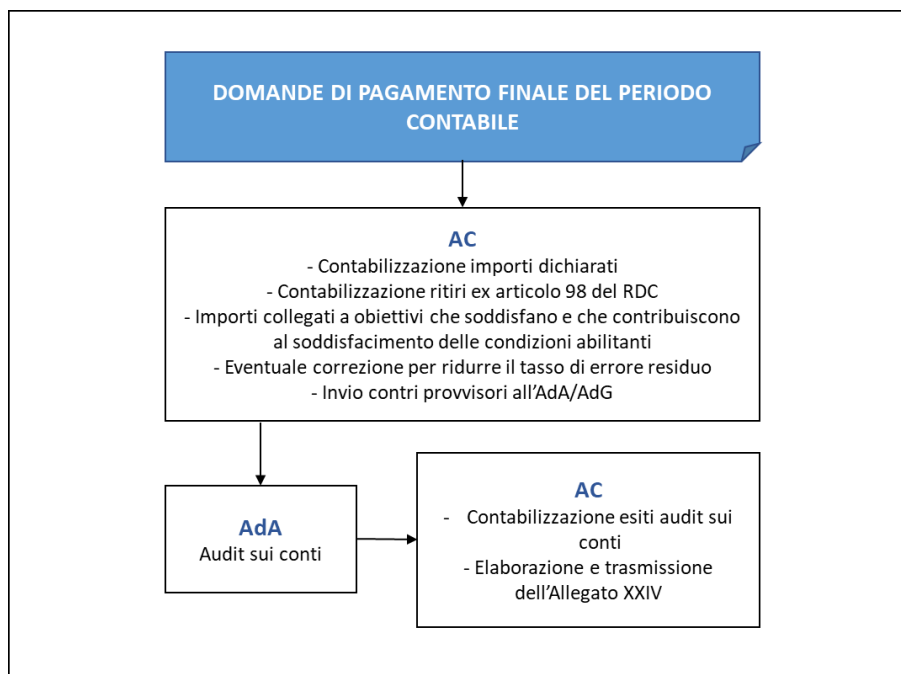 DOMANDE DI PAGAMENTO FINALE DEL PERIODO
CONTABILE
AC
- Contabilizzazione importi dichiarati
- Contabilizzazione ritiri ex articolo 98 del RDC
- Importi collegati a obiettivi che soddisfano e che contribuiscono
al soddisfacimento delle condizioni abilitanti
- Eventuale correzione per ridurre il tasso di errore residuo
- Invio contri provvisori all'AdA/AdG
AdA
Audit sui conti
AC
- Contabilizzazione esiti audit sui
conti
- Elaborazione e trasmissione
dell'Allegato XXIV